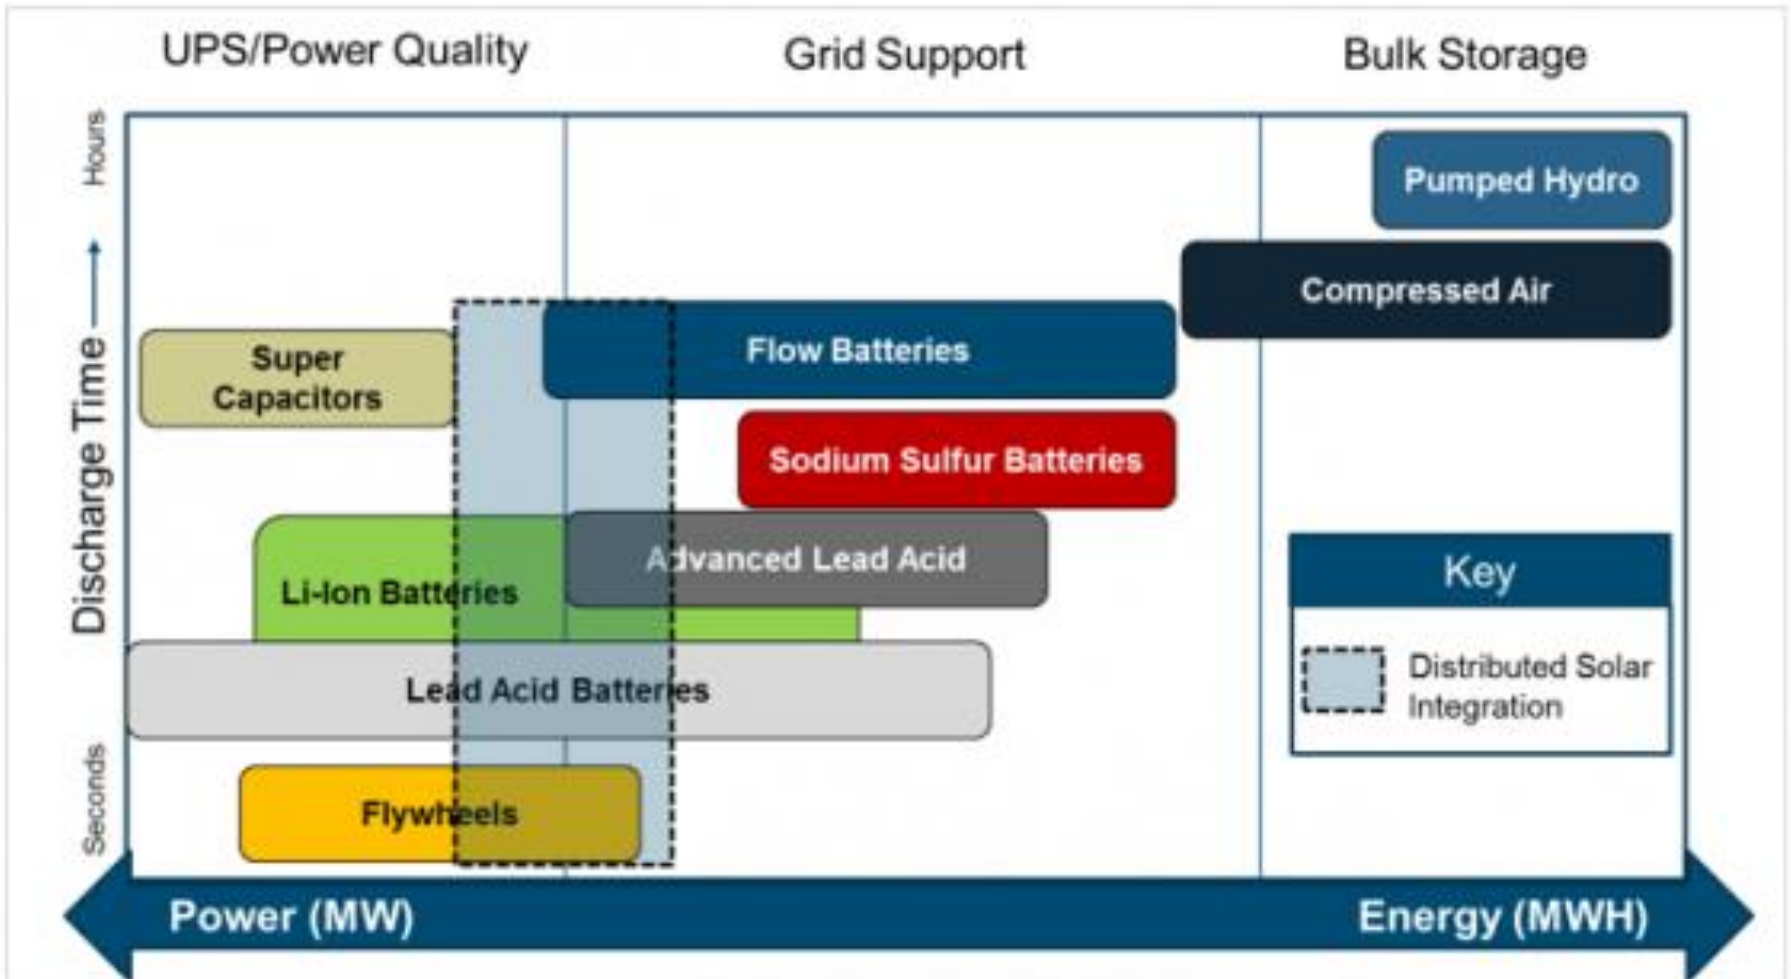 UPS/Power Quality
Grid Support
Bulk Storage
Hours
Discharge Time
Seconds
Pumped Hydro
Compressed Air
Flow Batteries
Super
Capacitors
Sodium Sulfur Batteries
Advanced Lead Acid
Li-Ion Batteries
Lead Acid Batteries
Flywheels
Key
Distributed Solar
Integration
Power (MW)
Energy (MWH)